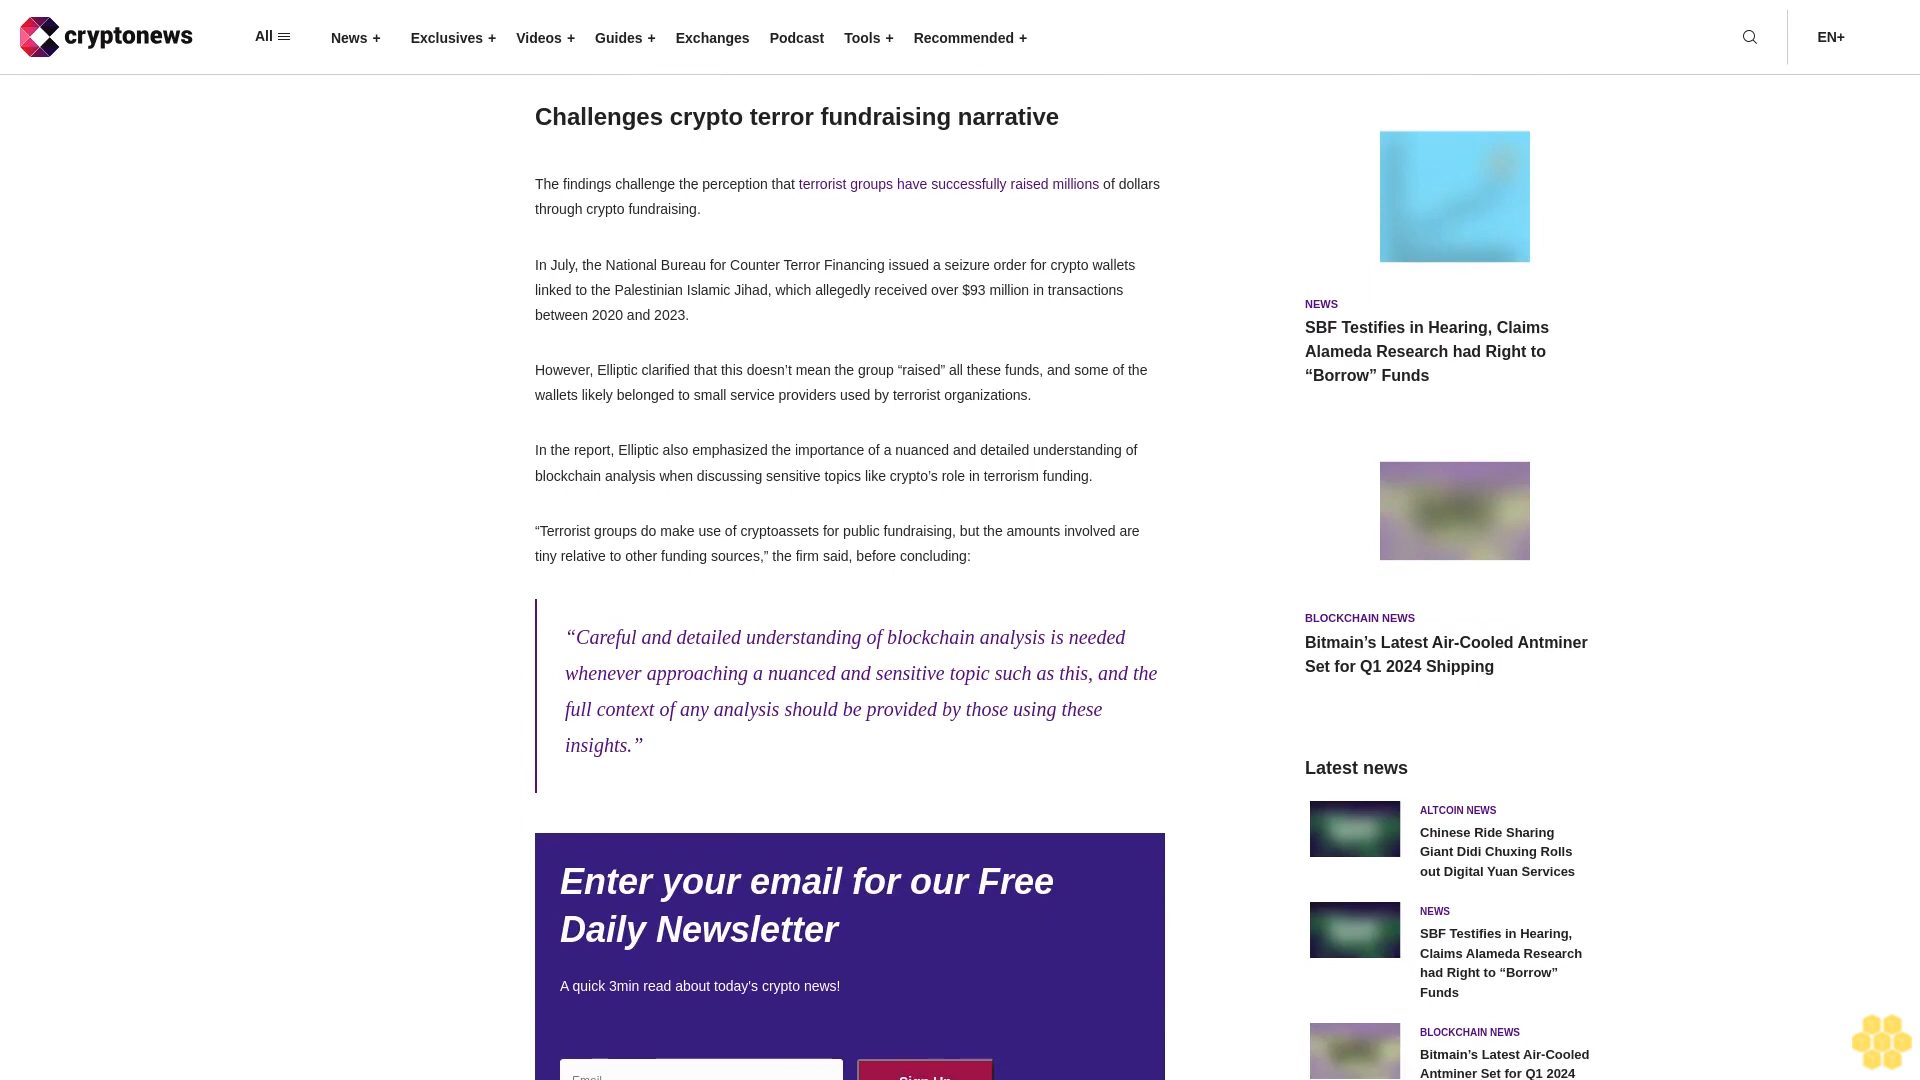 cryptonews
All
News +
Exclusives +
Videos +
Guides +
Exchanges
Podcast
Tools +
Recommended +
EN+
Challenges crypto terror fundraising narrative
The findings challenge the perception that terrorist groups have successfully raised millions of dollars
through crypto fundraising.
In July, the National Bureau for Counter Terror Financing issued a seizure order for crypto wallets
linked to the Palestinian Islamic Jihad, which allegedly received over $93 million in transactions
between 2020 and 2023.
However, Elliptic clarified that this doesn’t mean the group “raised” all these funds, and some of the
wallets likely belonged to small service providers used by terrorist organizations.
In the report, Elliptic also emphasized the importance of a nuanced and detailed understanding of
blockchain analysis when discussing sensitive topics like crypto’s role in terrorism funding.
“Terrorist groups do make use of cryptoassets for public fundraising, but the amounts involved are
tiny relative to other funding sources,” the firm said, before concluding:
“Careful and detailed understanding of blockchain analysis is needed
whenever approaching a nuanced and sensitive topic such as this, and the
full context of any analysis should be provided by those using these
insights.”
Enter your email for our Free
Daily Newsletter
A quick 3min read about today's crypto news!
Email
Sign Up
NEWS
SBF Testifies in Hearing, Claims
Alameda Research had Right to
“Borrow” Funds
BLOCKCHAIN NEWS
Bitmain’s Latest Air-Cooled Antminer
Set for Q1 2024 Shipping
Latest news
ALTCOIN NEWS
Chinese Ride Sharing
Giant Didi Chuxing Rolls
out Digital Yuan Services
NEWS
SBF Testifies in Hearing,
Claims Alameda Research
had Right to “Borrow”
Funds
BLOCKCHAIN NEWS
Bitmain’s Latest Air-Cooled
Antminer Set for Q1 2024